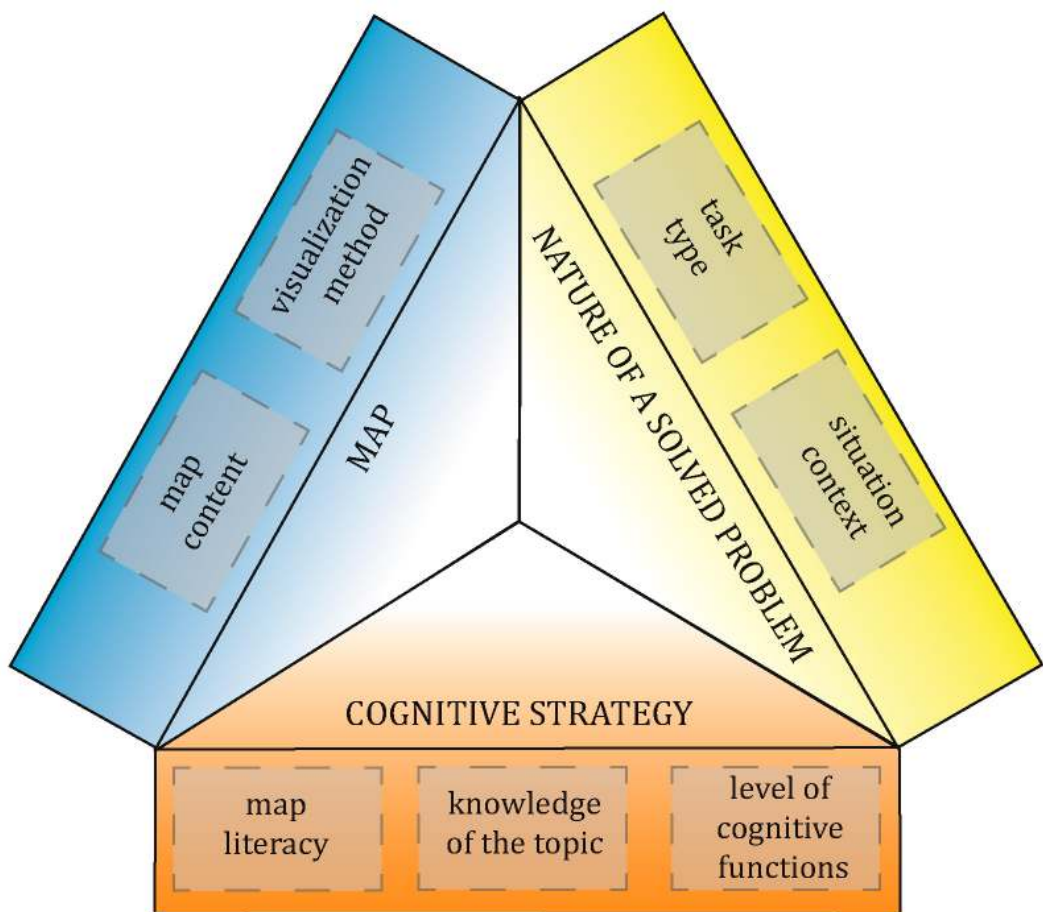 visualization
method
map
content
MAP
task
type
situation
context
NATURE OF A SOLVED PROBLEM
COGNITIVE STRATEGY
map
literacy
knowledge
of the topic
level of
cognitive
functions